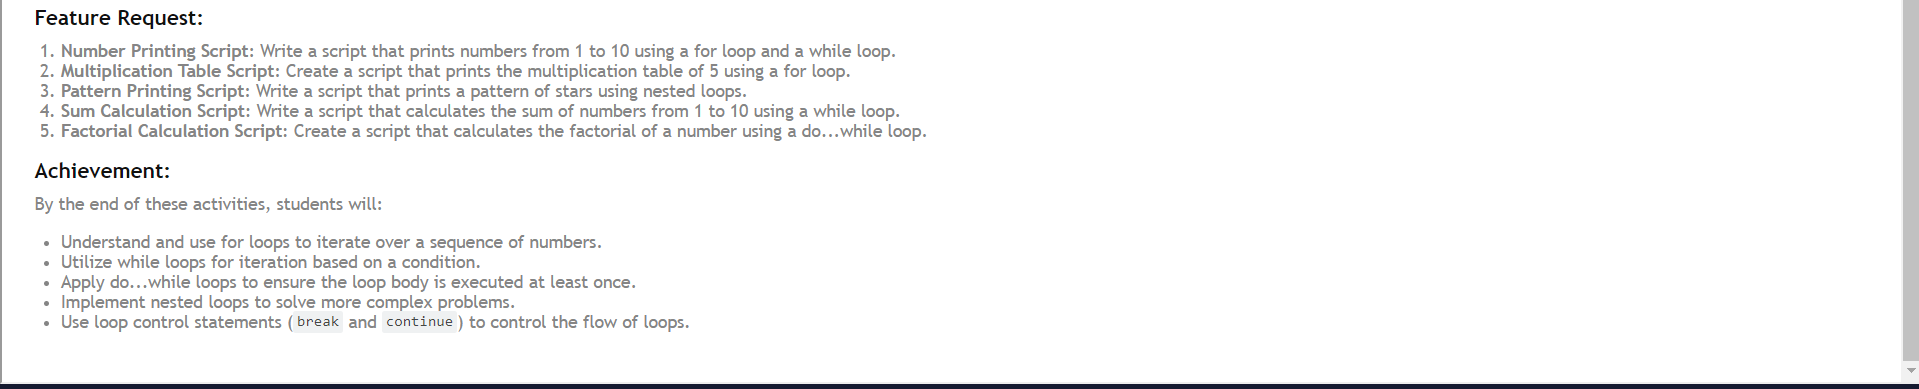 Feature Request:
1. Number Printing Script: Write a script that prints numbers from 1 to 10 using a for loop and a while loop.
2. Multiplication Table Script: Create a script that prints the multiplication table of 5 using a for loop.
3. Pattern Printing Script: Write a script that prints a pattern of stars using nested loops.
4. Sum Calculation Script: Write a script that calculates the sum of numbers from 1 to 10 using a while loop.
5. Factorial Calculation Script: Create a script that calculates the factorial of a number using a do...while loop.
Achievement:
By the end of these activities, students will:
• Understand and use for loops to iterate over a sequence of numbers.
• Utilize while loops for iteration based on a condition.
• Apply do...while loops to ensure the loop body is executed at least once.
• Implement nested loops to solve more complex problems.
• Use loop control statements (break and continue) to control the flow of loops.